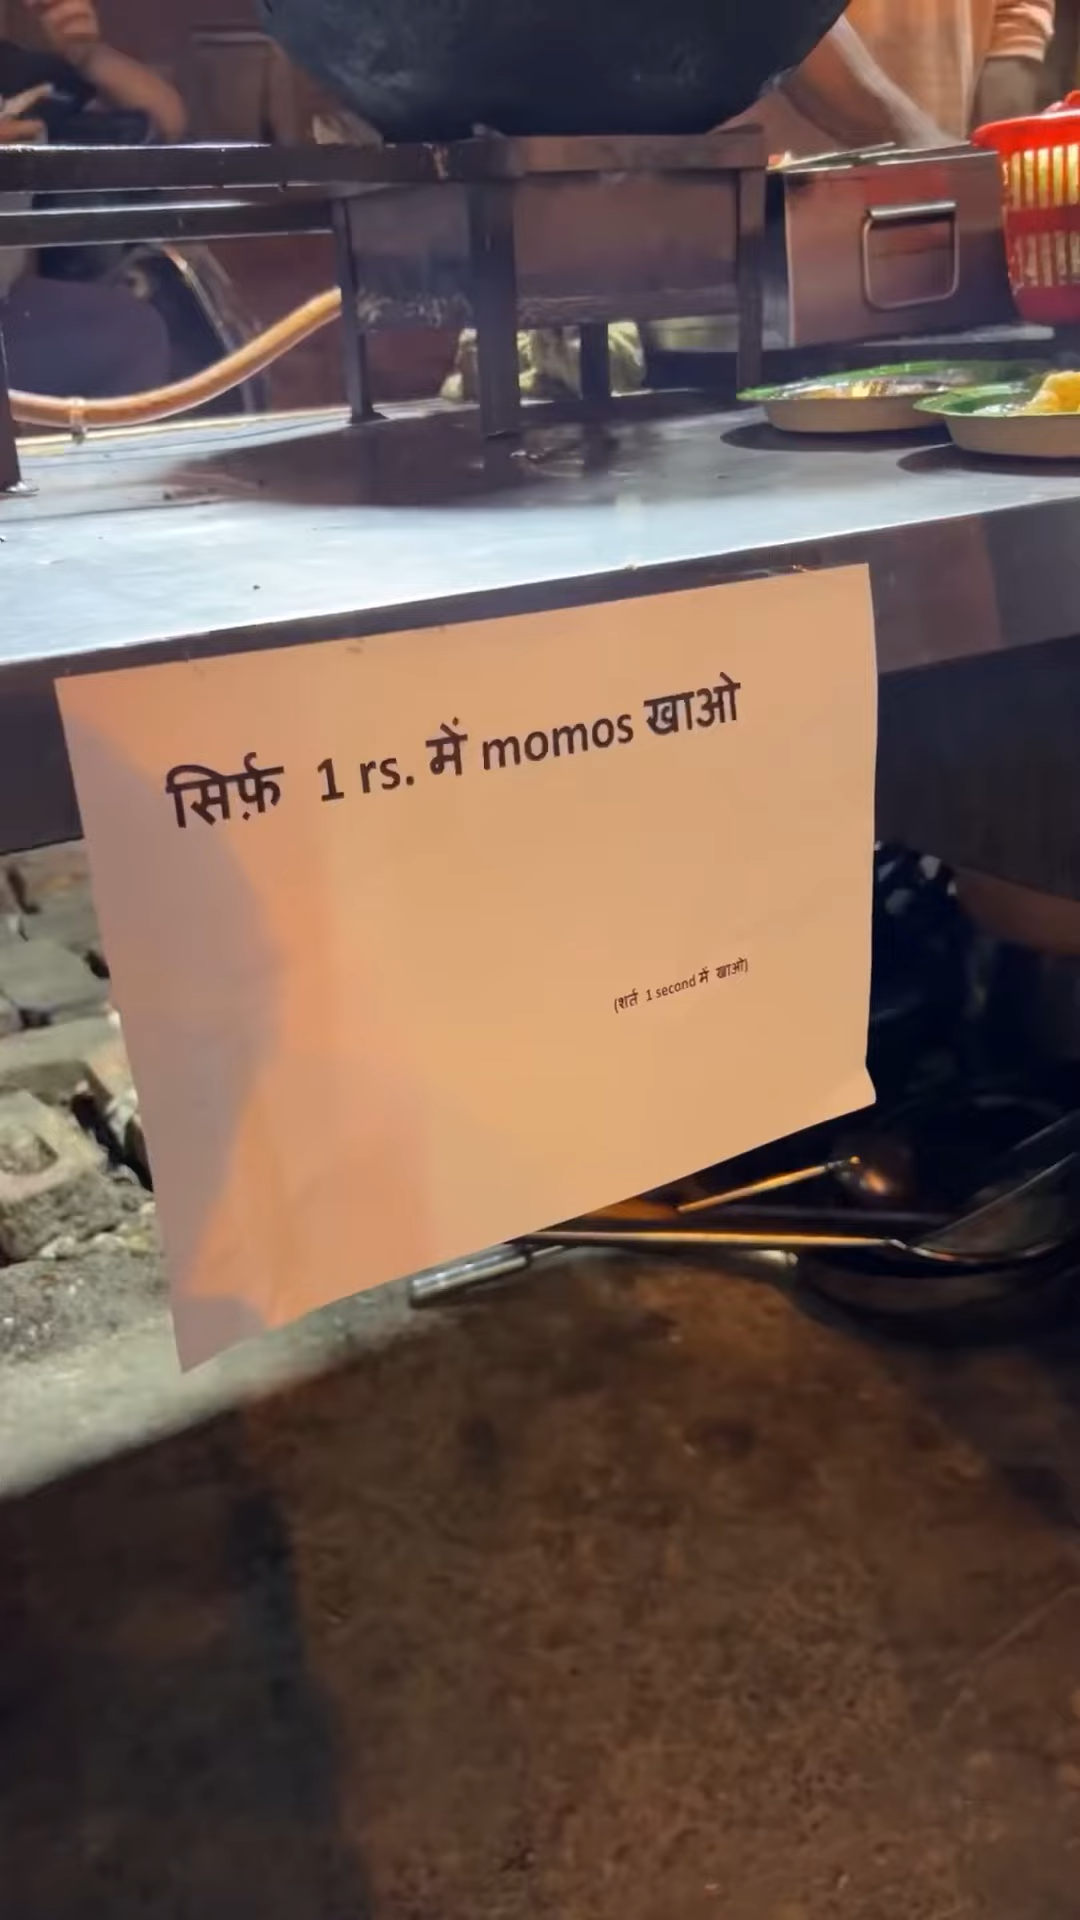 सिर्फ़ 1 rs. में momos खाओ
(शर्त 1 second में खाओ)